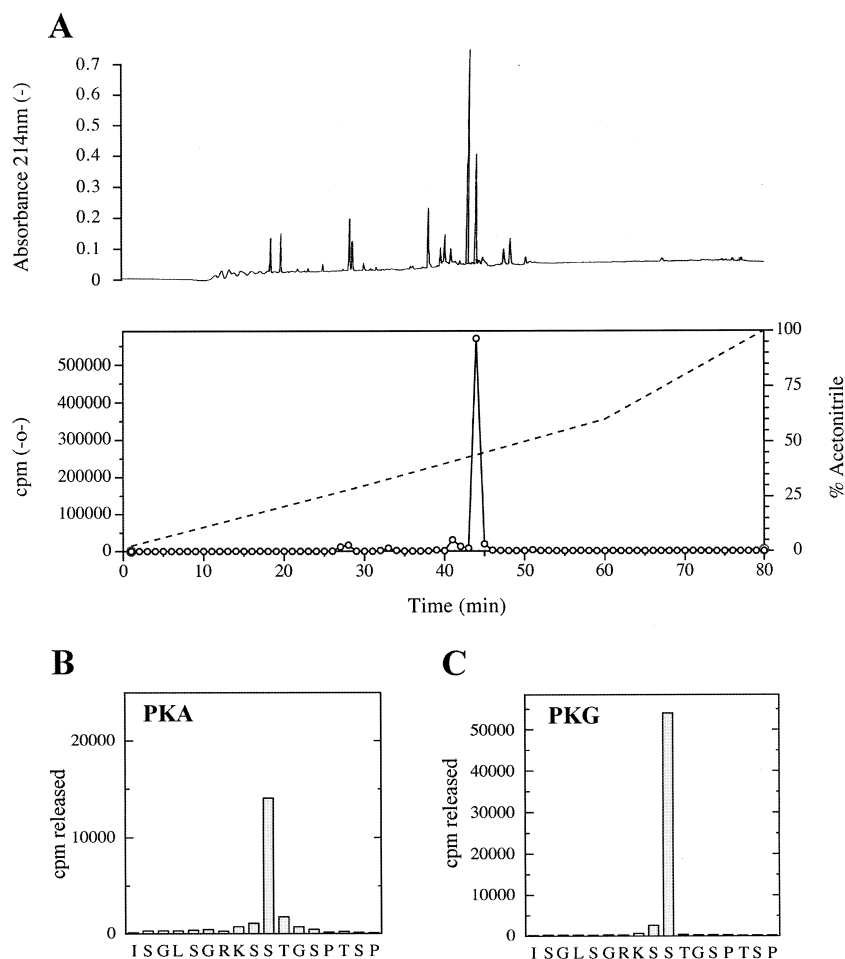 A
Absorbance 214nm (-)
0.7
0.6
0.5
0.4
0.3
0.2
0.1
0
cpm (-o-)
500000
400000
300000
200000
100000
0
100
75
50
25
0
% Acetonitrile
0 10 20 30 40 50 60 70 80
Time (min)
B
PKA
cpm released
20000
10000
0
I S G L S G R K S S T G S P T S P
C
PKG
cpm released
50000
40000
30000
20000
10000
0
I S G L S G R K S S T G S P T S P